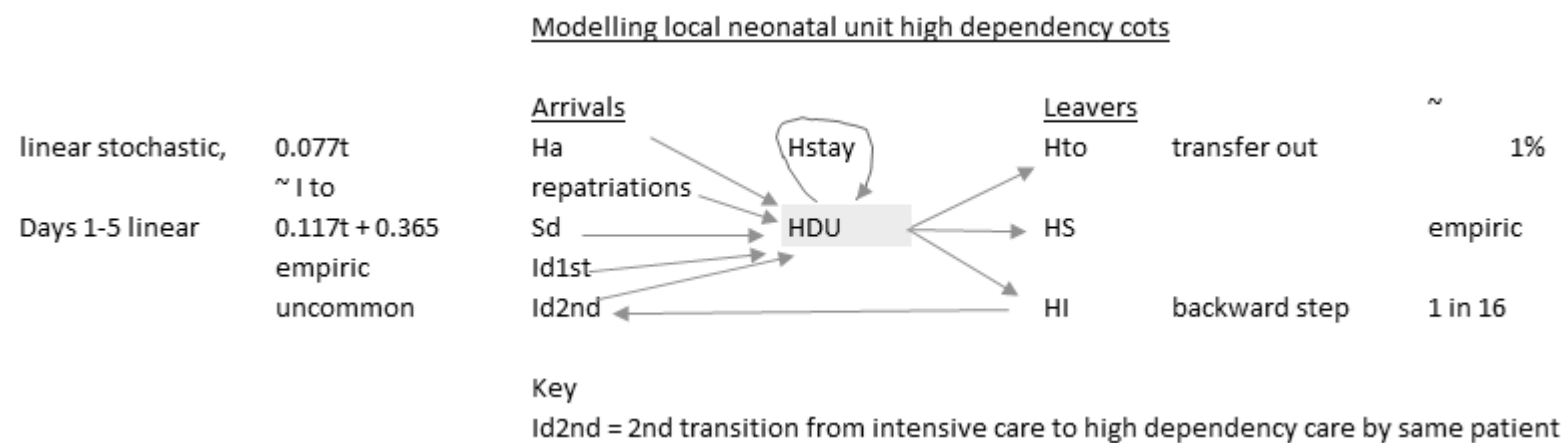 Modelling local neonatal unit high dependency cots
Arrivals Leavers ~
linear stochastic, 0.077t Ha Hstay Hto transfer out 1%
~ I to repatriations
Days 1-5 linear 0.117t + 0.365 Sd HDU HS empiric
empiric Id1st
uncommon Id2nd HI backward step 1 in 16
Key
Id2nd = 2nd transition from intensive care to high dependency care by same patient